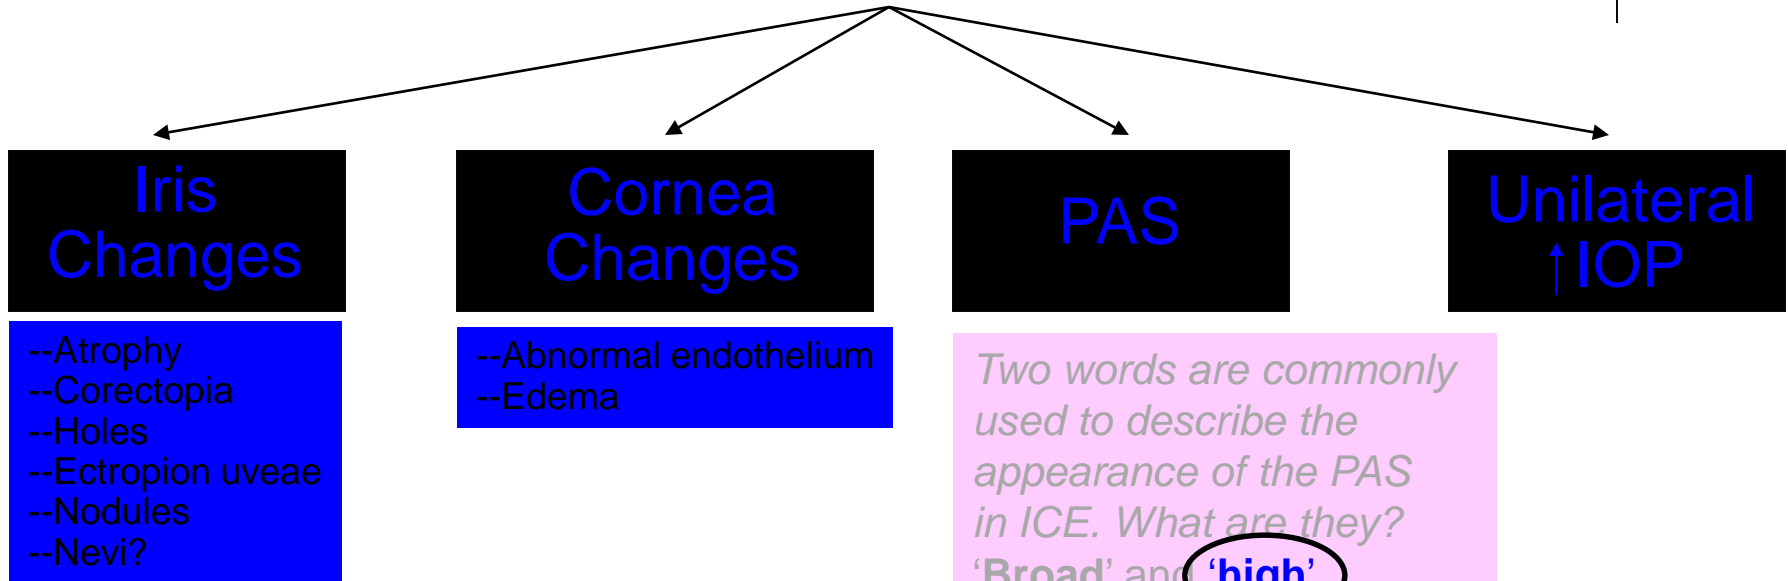 Iris
Changes
Cornea
Changes
PAS
Unilateral
↑IOP
--Atrophy
--Corectopia
--Holes
--Ectropion uveae
--Nodules
--Nevi?
--Abnormal endothelium
--Edema
Two words are commonly
used to describe the
appearance of the PAS
in ICE. What are they?
‘Broad’ and ‘high’